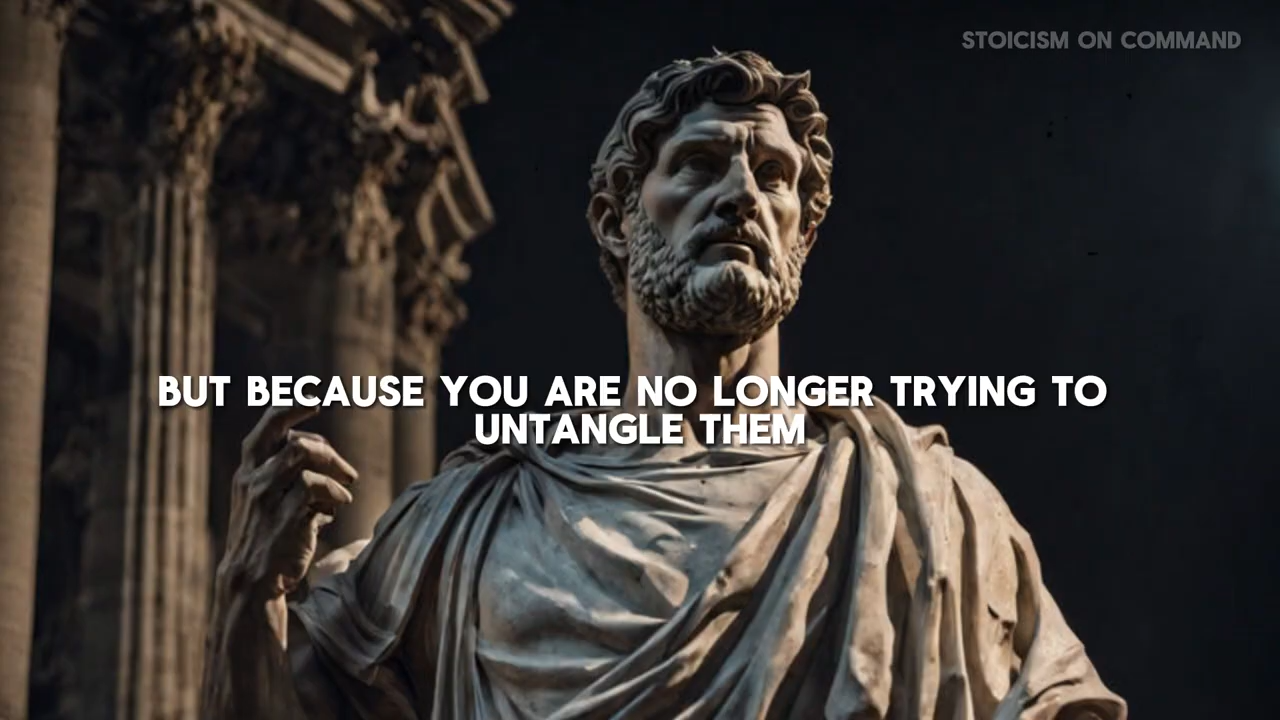 STOICISM ON COMMAND
BUT BECAUSE YOU ARE NO LONGER TRYING TO
UNTANGLE THEM